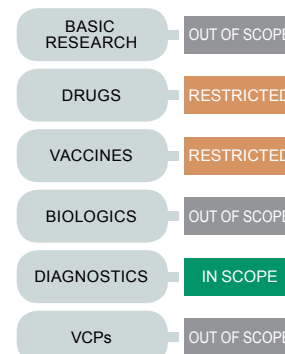 BASIC
RESEARCH
OUT OF SCOPE
DRUGS
RESTRICTED
VACCINES
RESTRICTED
BIOLOGICS
OUT OF SCOPE
DIAGNOSTICS
IN SCOPE
VCPs
OUT OF SCOPE